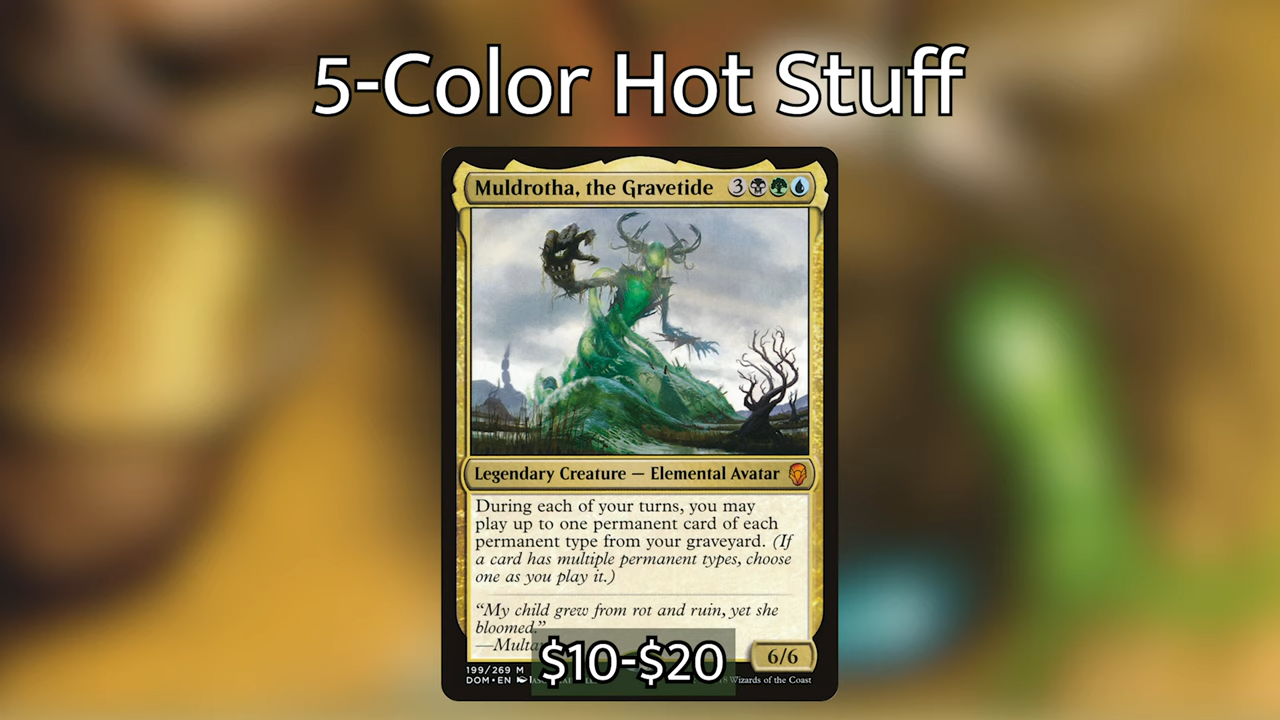 5-Color Hot Stuff
Muldrotha, the Gravetide 3
Legendary Creature — Elemental Avatar
During each of your turns, you may
play up to one permanent card of each
permanent type from your graveyard. (If
a card has multiple permanent types, choose
one as you play it.)
“My child grew from rot and ruin, yet she
bloomed.”
—Multa
$10-$20
6/6
199/269 M
DOM • EN
Wizards of the Coast